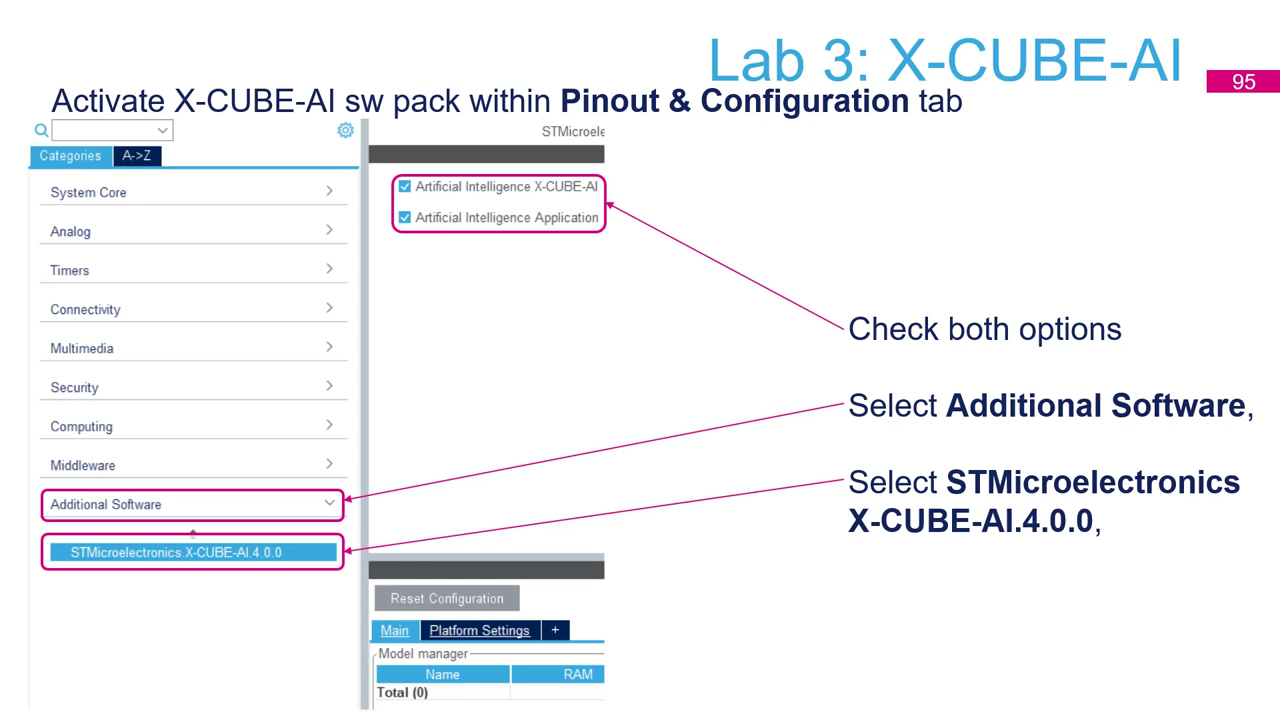 Lab 3: X-CUBE-AI
95
Activate X-CUBE-AI sw pack within Pinout & Configuration tab
STMicroele
Categories
A->Z
System Core
Analog
Timers
Connectivity
Multimedia
Security
Computing
Middleware
Additional Software
STMicroelectronics.X-CUBE-AI.4.0.0
Artificial Intelligence X-CUBE-AI
Artificial Intelligence Application
Reset Configuration
Main
Platform Settings
+
Model manager
Name
RAM
Total (0)
Check both options
Select Additional Software,
Select STMicroelectronics
X-CUBE-AI.4.0.0,